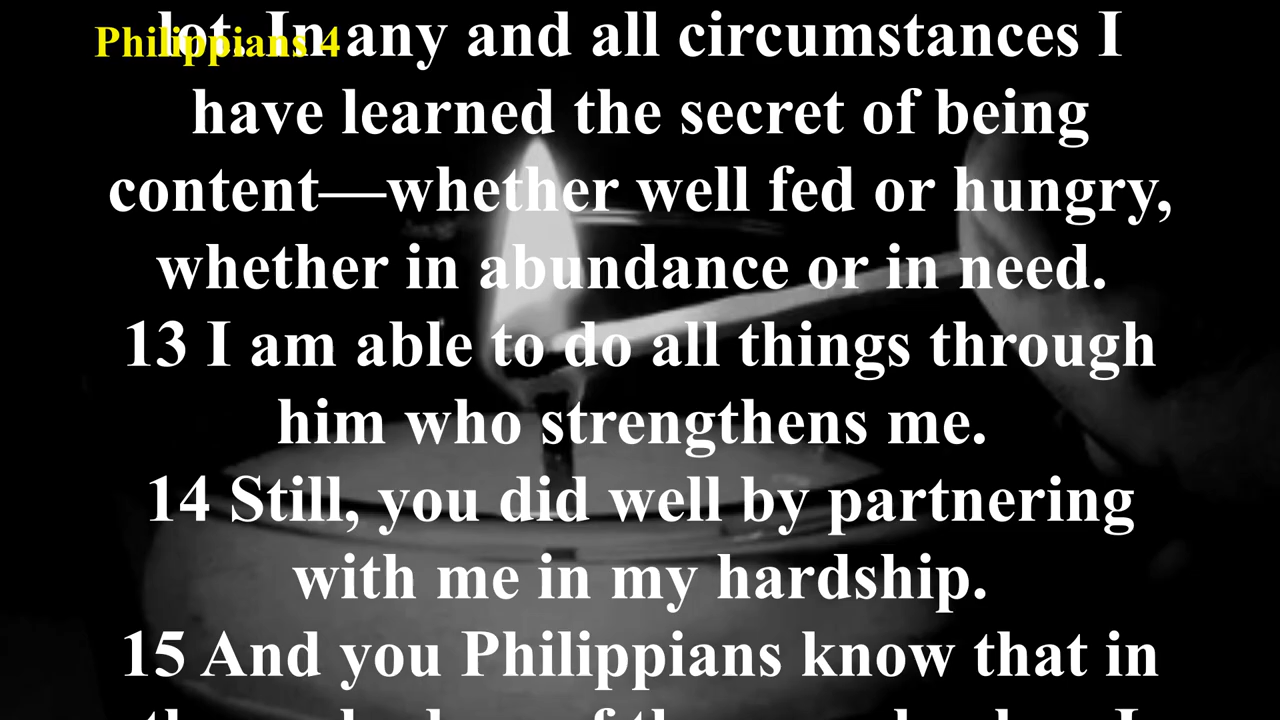 Philippians 4
lot. In any and all circumstances I
have learned the secret of being
content—whether well fed or hungry,
whether in abundance or in need.
13 I am able to do all things through
him who strengthens me.
14 Still, you did well by partnering
with me in my hardship.
15 And you Philippians know that in